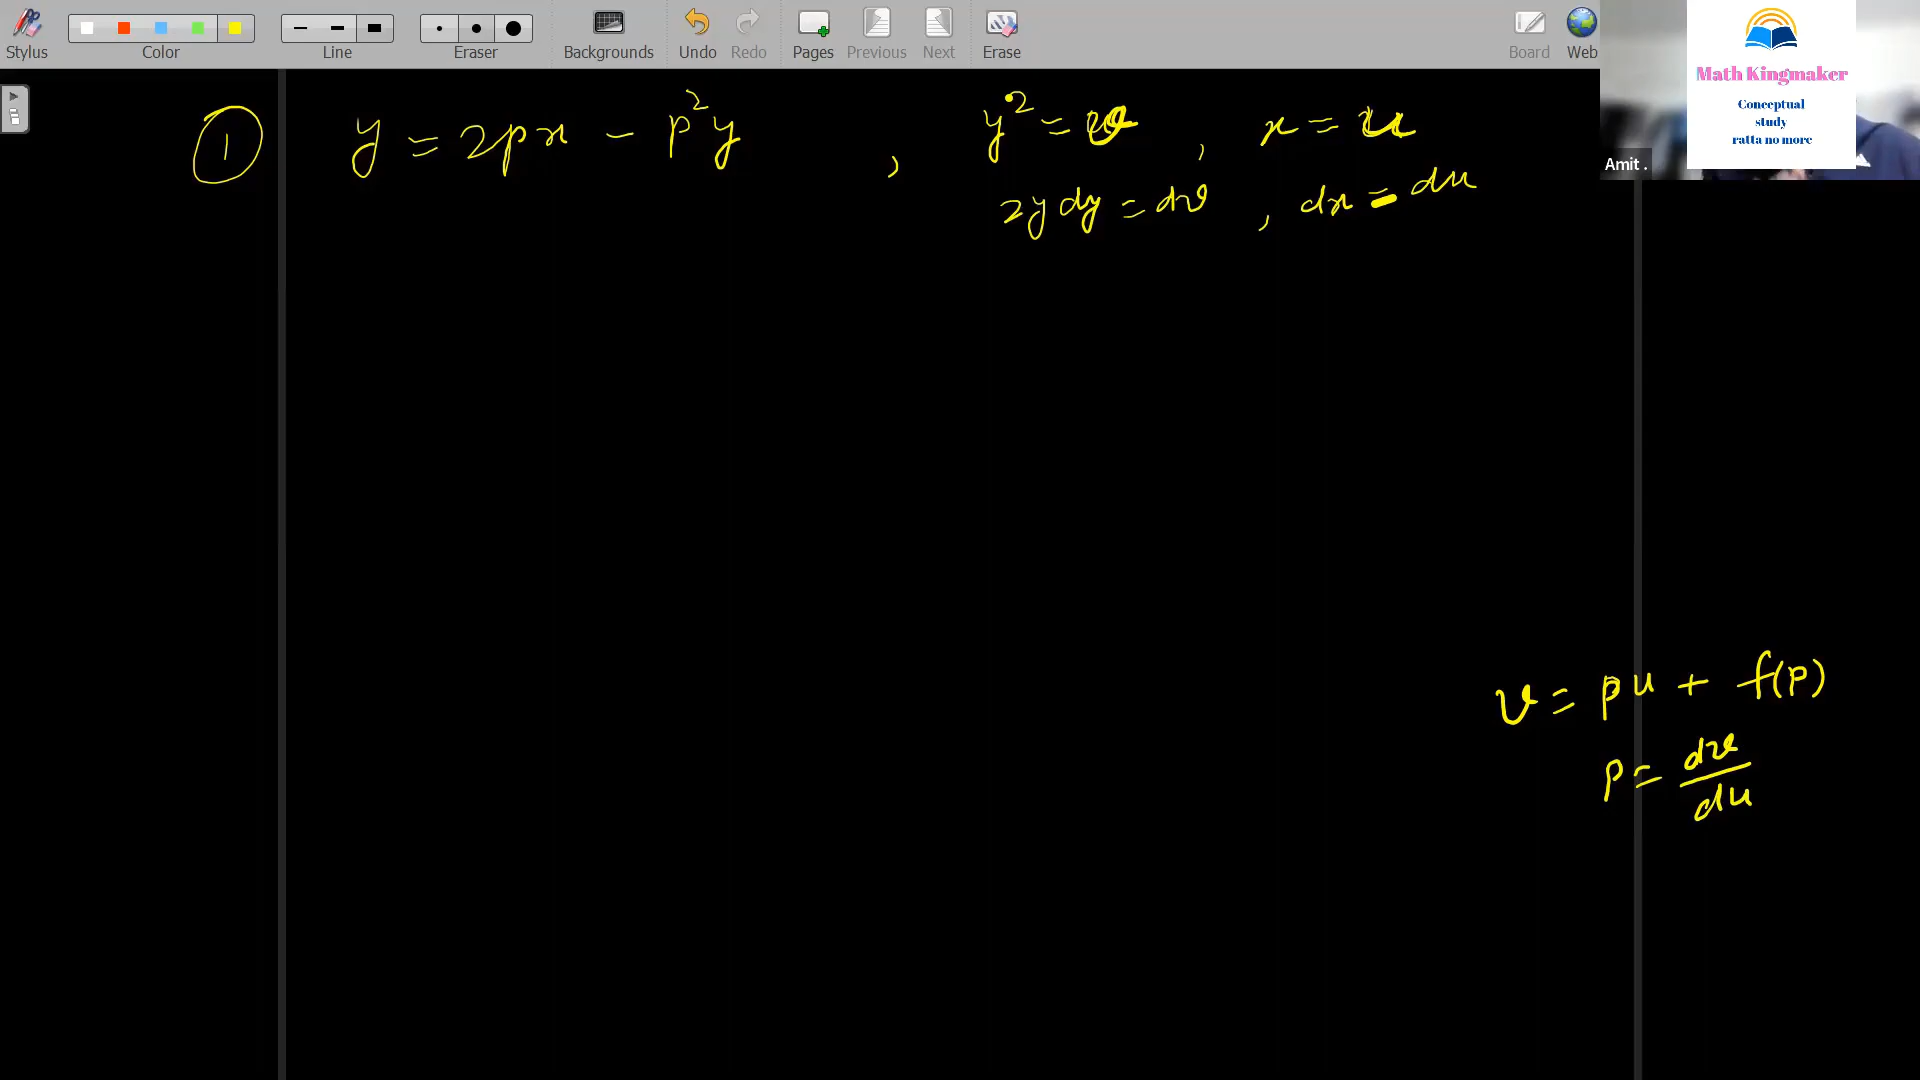 Stylus Color Line Eraser Backgrounds Undo Redo Pages Previous Next Erase Board Web
Math Kingmaker
Conceptual
study
ratta no more
Amit .
① y = 2px - p²y , y² = v , x = u
2y dy = dv , dx = du
v = pu + f(p)
p = dv/du